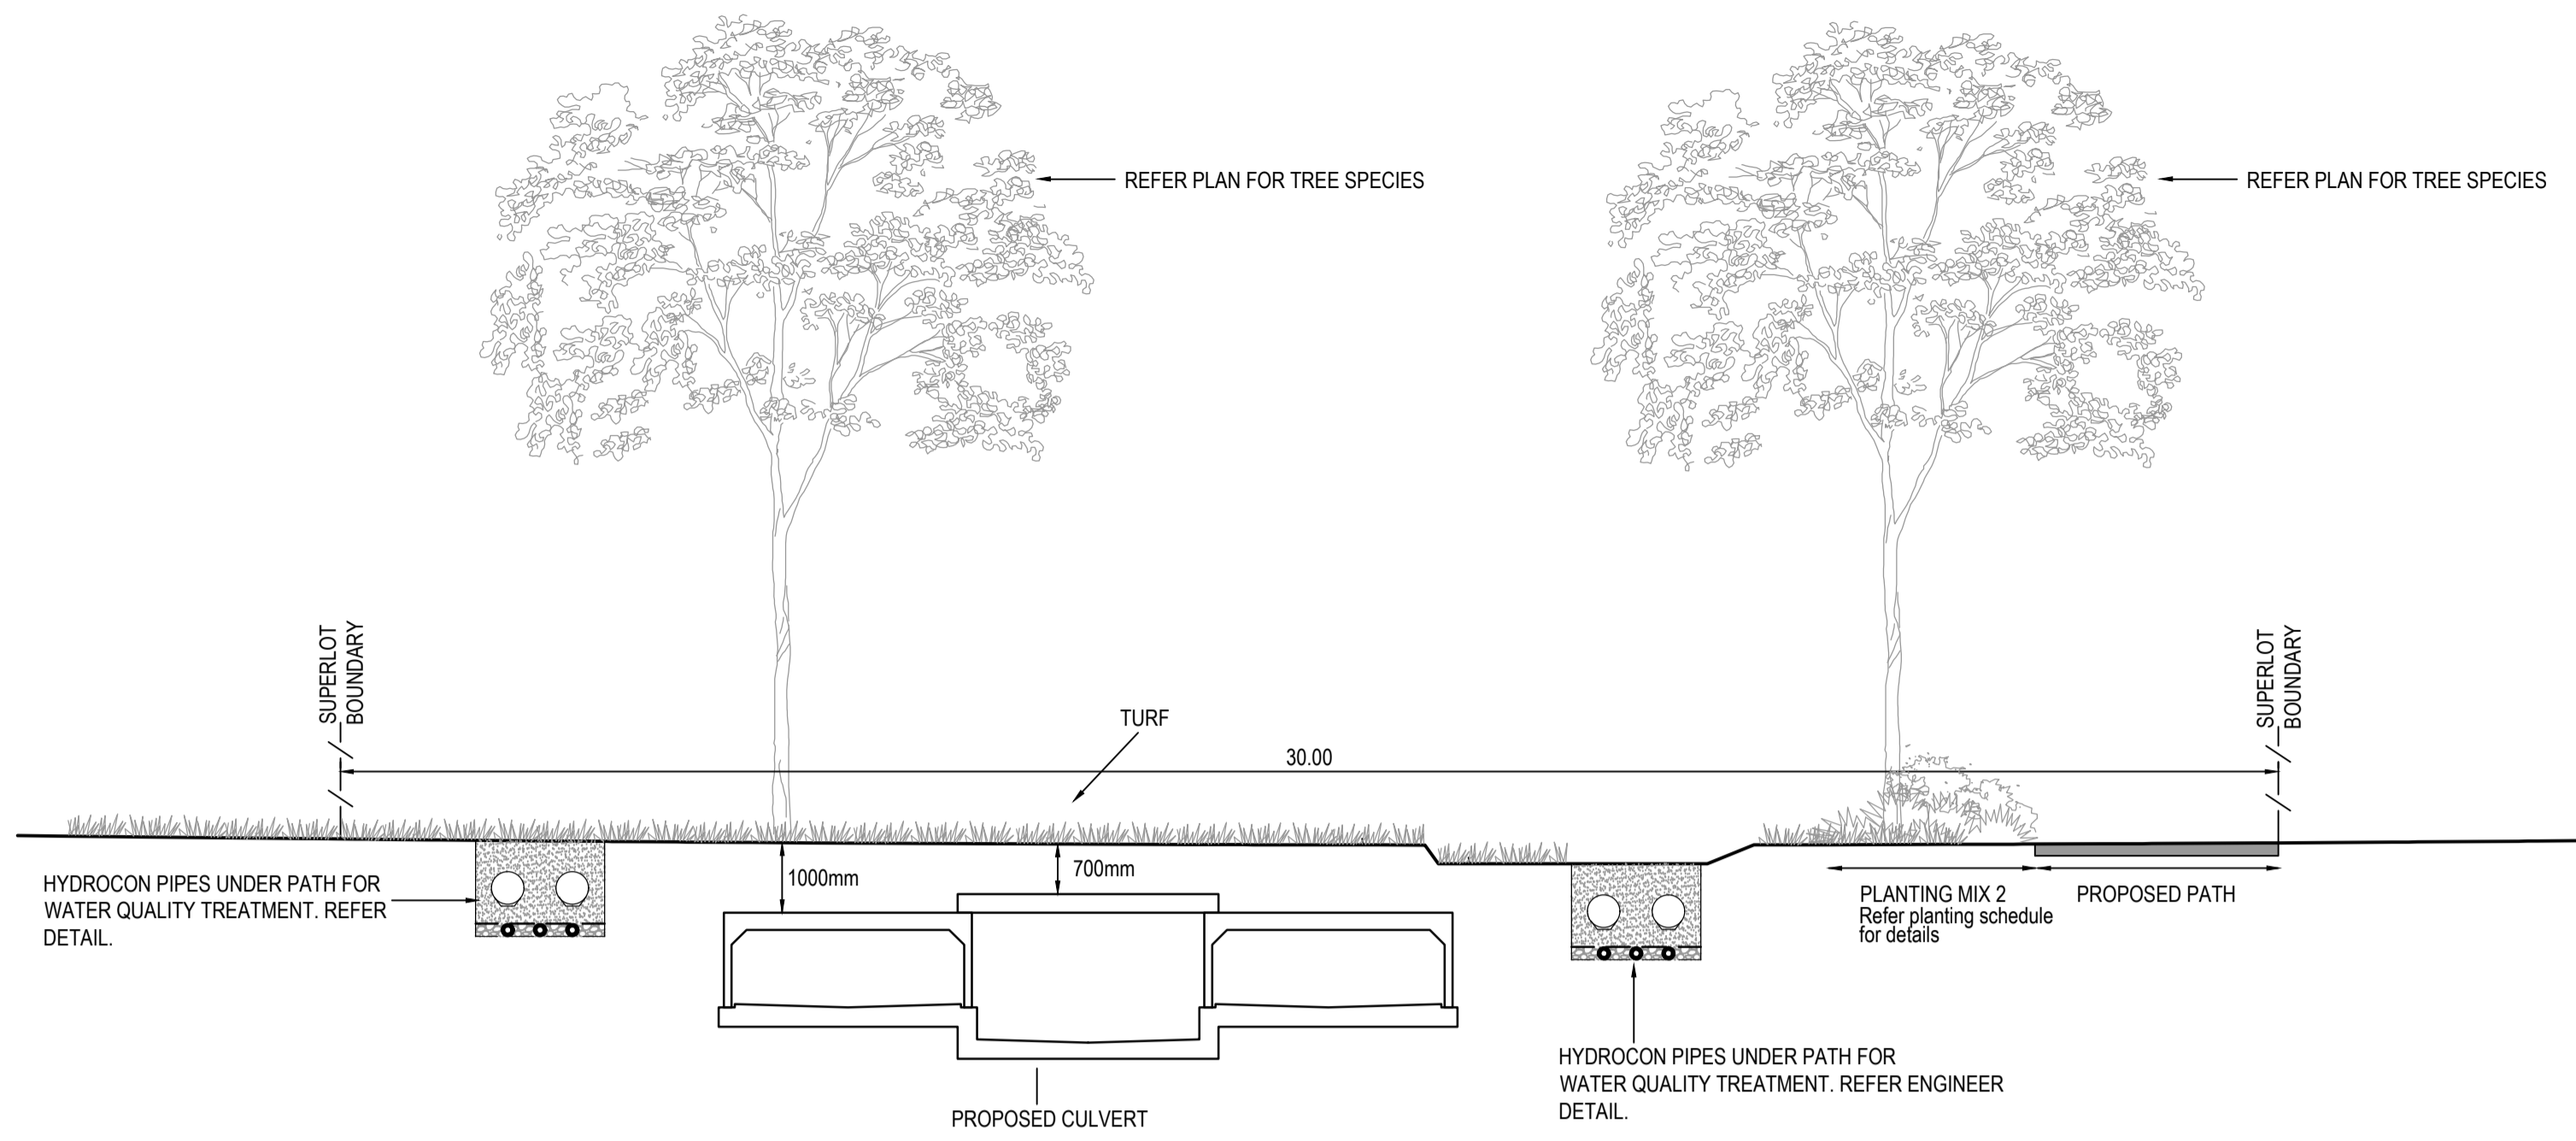 REFER PLAN FOR TREE SPECIES
REFER PLAN FOR TREE SPECIES
SUPERLOT
BOUNDARY
SUPERLOT
BOUNDARY
TURF
30.00
1000mm
700mm
HYDROCON PIPES UNDER PATH FOR
WATER QUALITY TREATMENT. REFER
DETAIL.
PLANTING MIX 2
Refer planting schedule
for details
PROPOSED PATH
HYDROCON PIPES UNDER PATH FOR
WATER QUALITY TREATMENT. REFER ENGINEER
DETAIL.
PROPOSED CULVERT